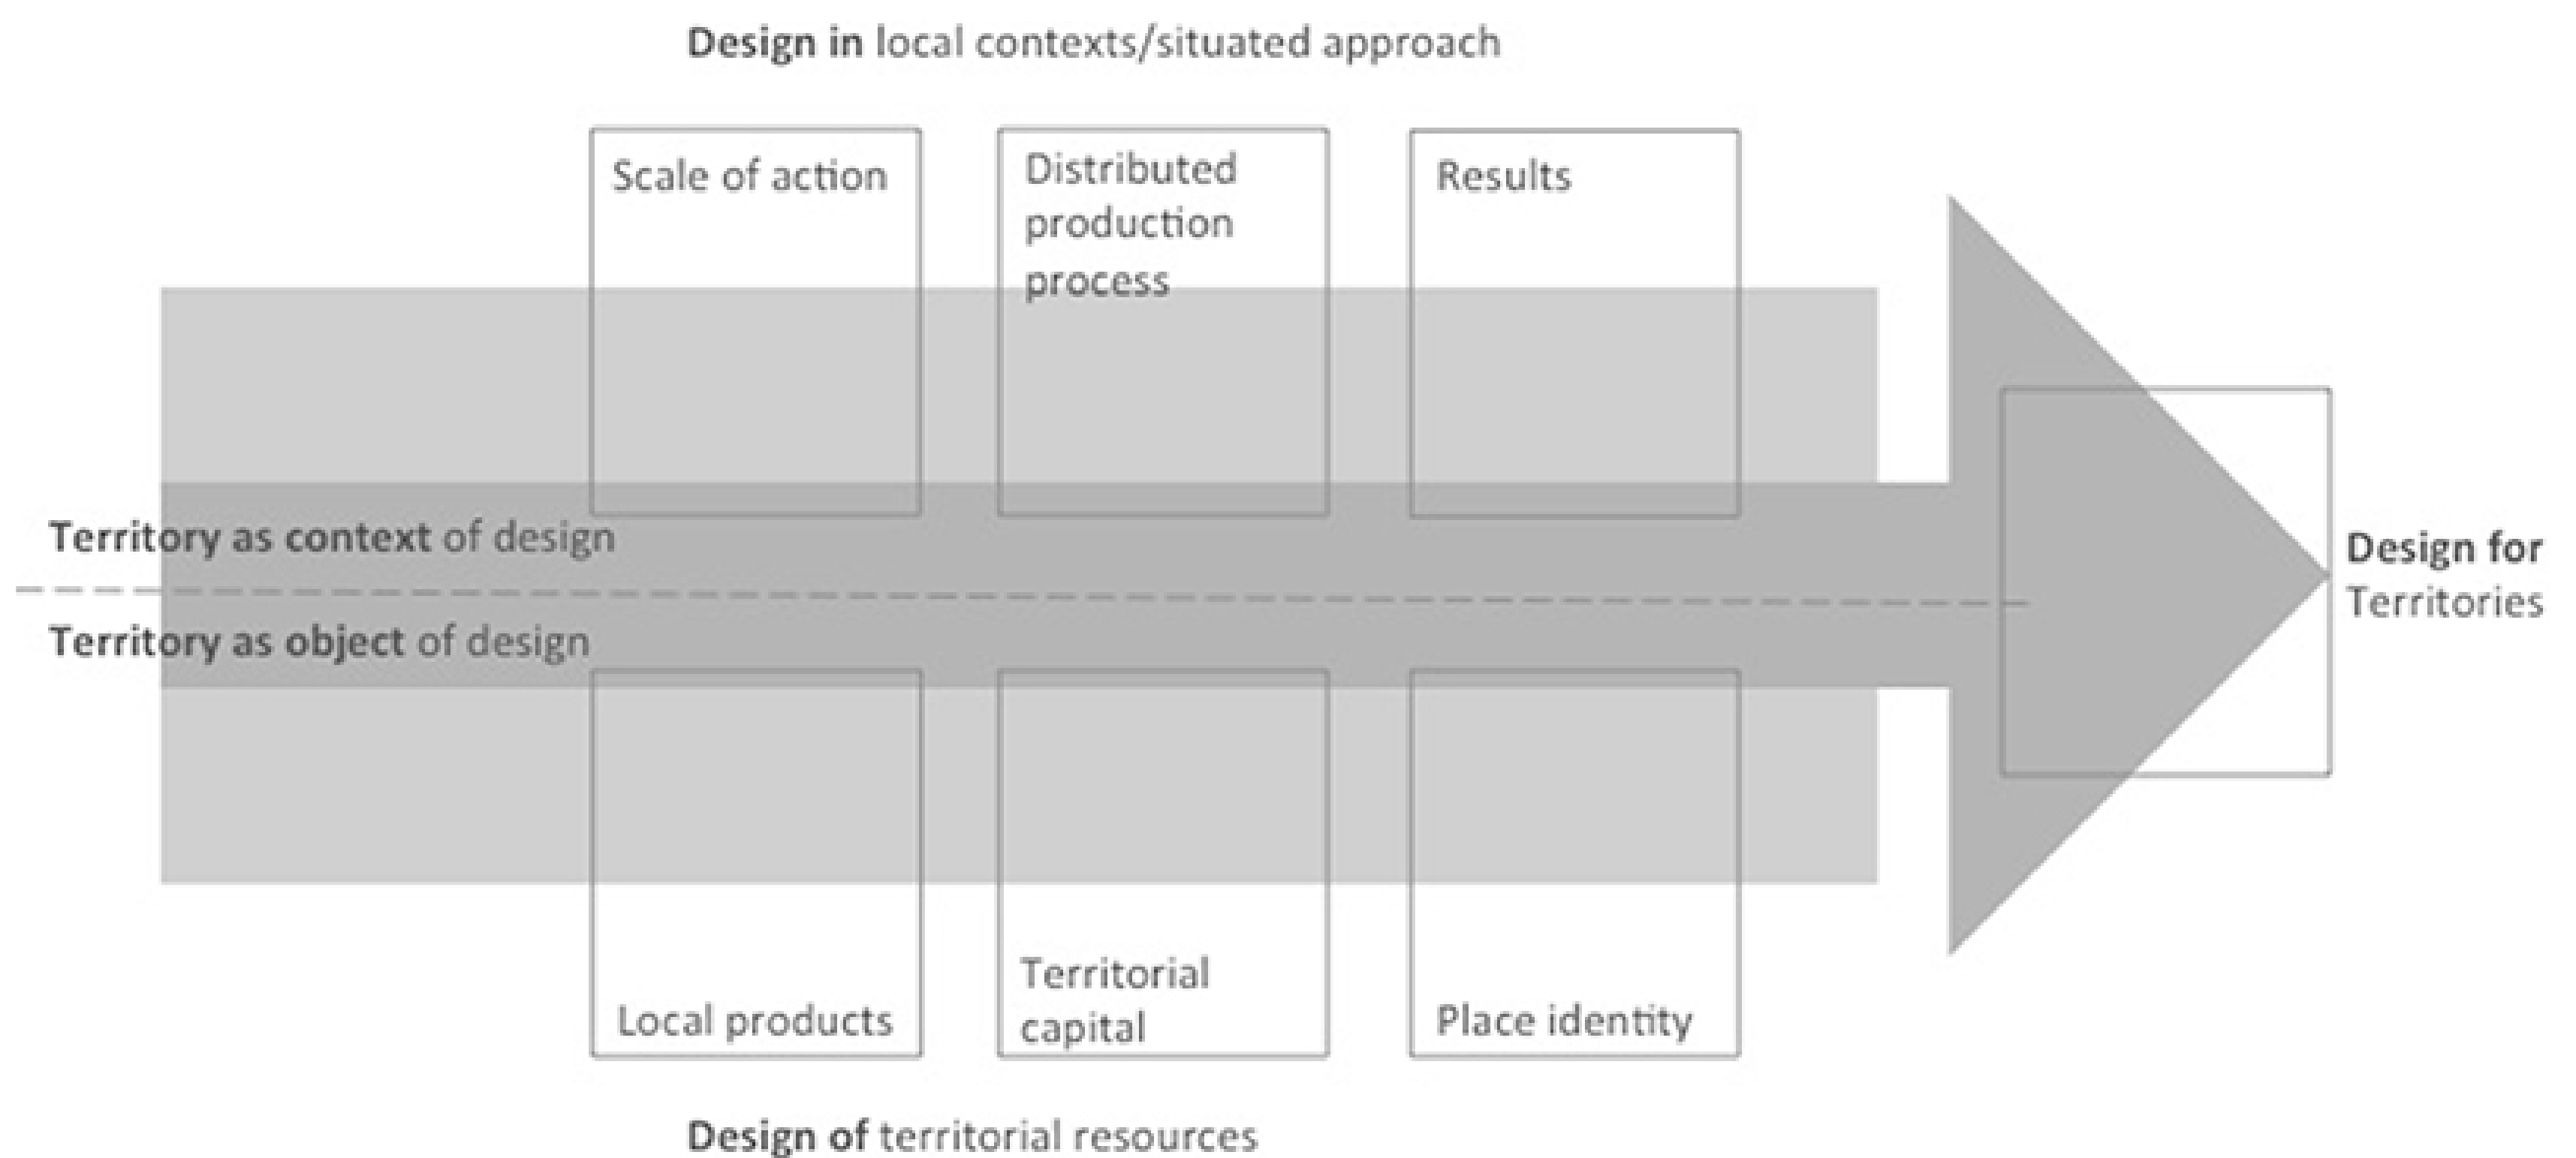 Design in local contexts/situated approach
Scale of action
Distributed
production
process
Results
Territory as context of design
Territory as object of design
Design for
Territories
Local products
Territorial
capital
Place identity
Design of territorial resources